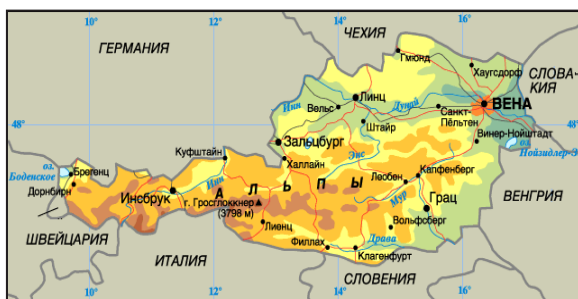 10°
12°
14°
16°
ГЕРМАНИЯ
ЧЕХИЯ
Гмюнд
Хаугсдорф
СЛОВА-
КИЯ
Инн
Линц
Дунай
ВЕНА
Вельс
Санкт-
Пёльтен
48°
Штайр
48°
Винер-Нойштадт
Зальцбург
оз.
Нойзидлер-Зе
Куфштайн
Халлайн
Энс
оз.
Боденское
Брегенц
Капфенберг
Леобен
Дорнбирн
Инсбрук
Инн
АЛЬПЫ
г. Гросглоккнер
(3798 м)
Мур
Грац
ВЕНГРИЯ
Лиенц
Вольфсберг
ШВЕЙЦАРИЯ
ИТАЛИЯ
Филлах
Драва
Клагенфурт
СЛОВЕНИЯ
10°
12°
14°
16°